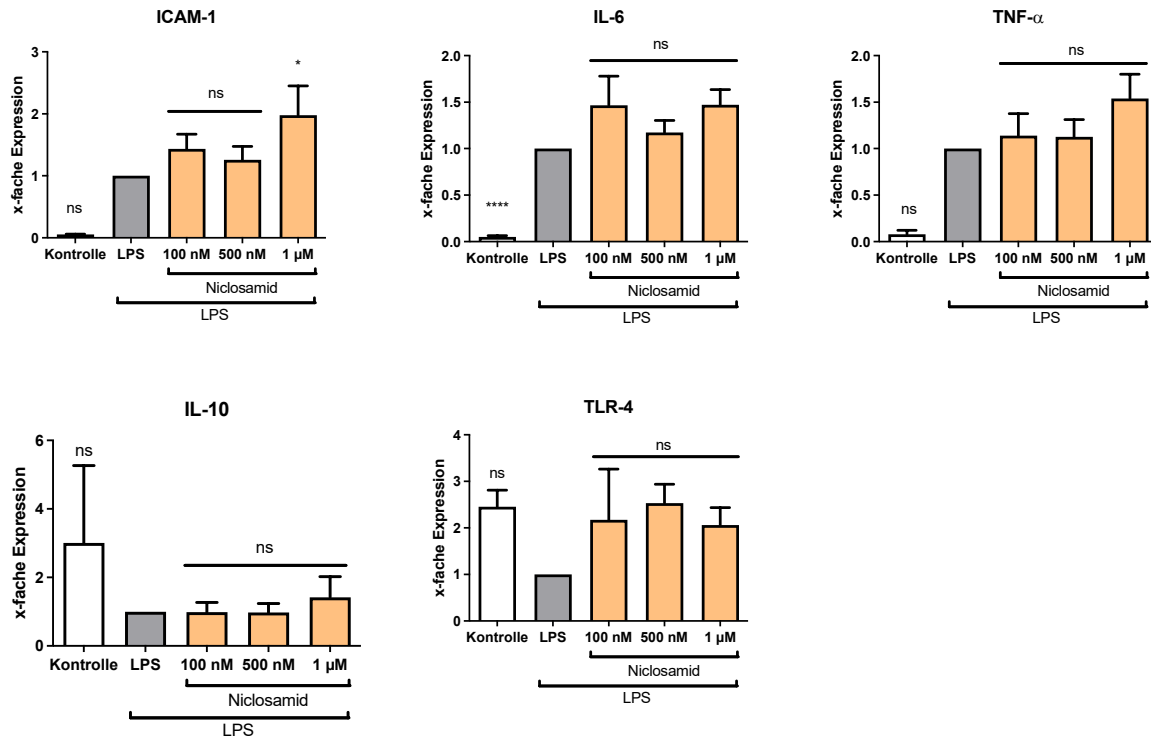 ICAM-1
x-fache Expression
3
2
1
0
ns
ns
*
Kontrolle LPS 100 nM 500 nM 1 µM
Niclosamid
LPS
IL-6
x-fache Expression
2.0
1.5
1.0
0.5
0.0
****
ns
Kontrolle LPS 100 nM 500 nM 1 µM
Niclosamid
LPS
TNF-α
x-fache Expression
2.0
1.5
1.0
0.5
0.0
ns
ns
Kontrolle LPS 100 nM 500 nM 1 µM
Niclosamid
LPS
IL-10
x-fache Expression
6
4
2
0
ns
ns
Kontrolle LPS 100 nM 500 nM 1 µM
Niclosamid
LPS
TLR-4
x-fache Expression
4
3
2
1
0
ns
ns
Kontrolle LPS 100 nM 500 nM 1 µM
Niclosamid
LPS